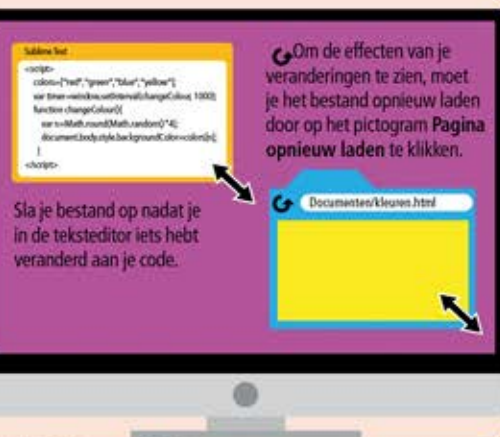 Sublime Text
<script>
colors=["red", "green","blue", "yellow"];
var timer=window.setInterval(changeColour, 1000);
function changeColour(){
var n=Math.round(Math.random()*4);
document.body.style.backgroundColor=colors[n];
}
</script>
Sla je bestand op nadat je
in de teksteditor iets hebt
veranderd aan je code.
Om de effecten van je
veranderingen te zien, moet
je het bestand opnieuw laden
door op het pictogram Pagina
opnieuw laden te klikken.
Documenten/kleuren.html